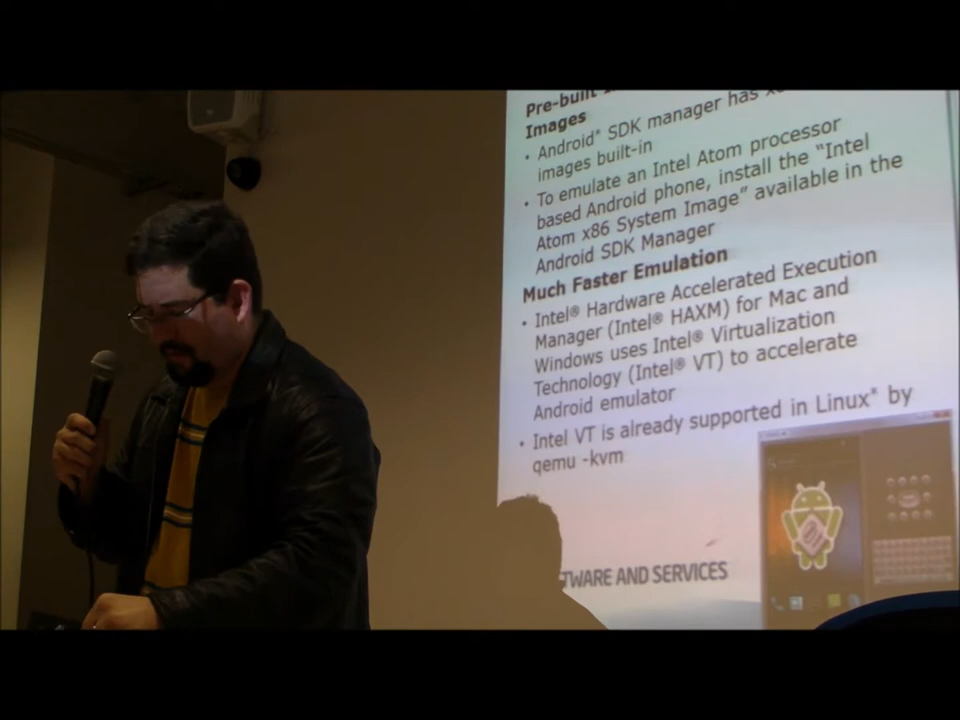 Pre-built
Images
• Android* SDK manager has
images built-in
• To emulate an Intel Atom processor
based Android phone, install the "Intel
Atom x86 System Image" available in the
Android SDK Manager
Much Faster Emulation
• Intel® Hardware Accelerated Execution
Manager (Intel® HAXM) for Mac and
Windows uses Intel® Virtualization
Technology (Intel® VT) to accelerate
Android emulator
• Intel VT is already supported in Linux* by
qemu -kvm
TWARE AND SERVICES